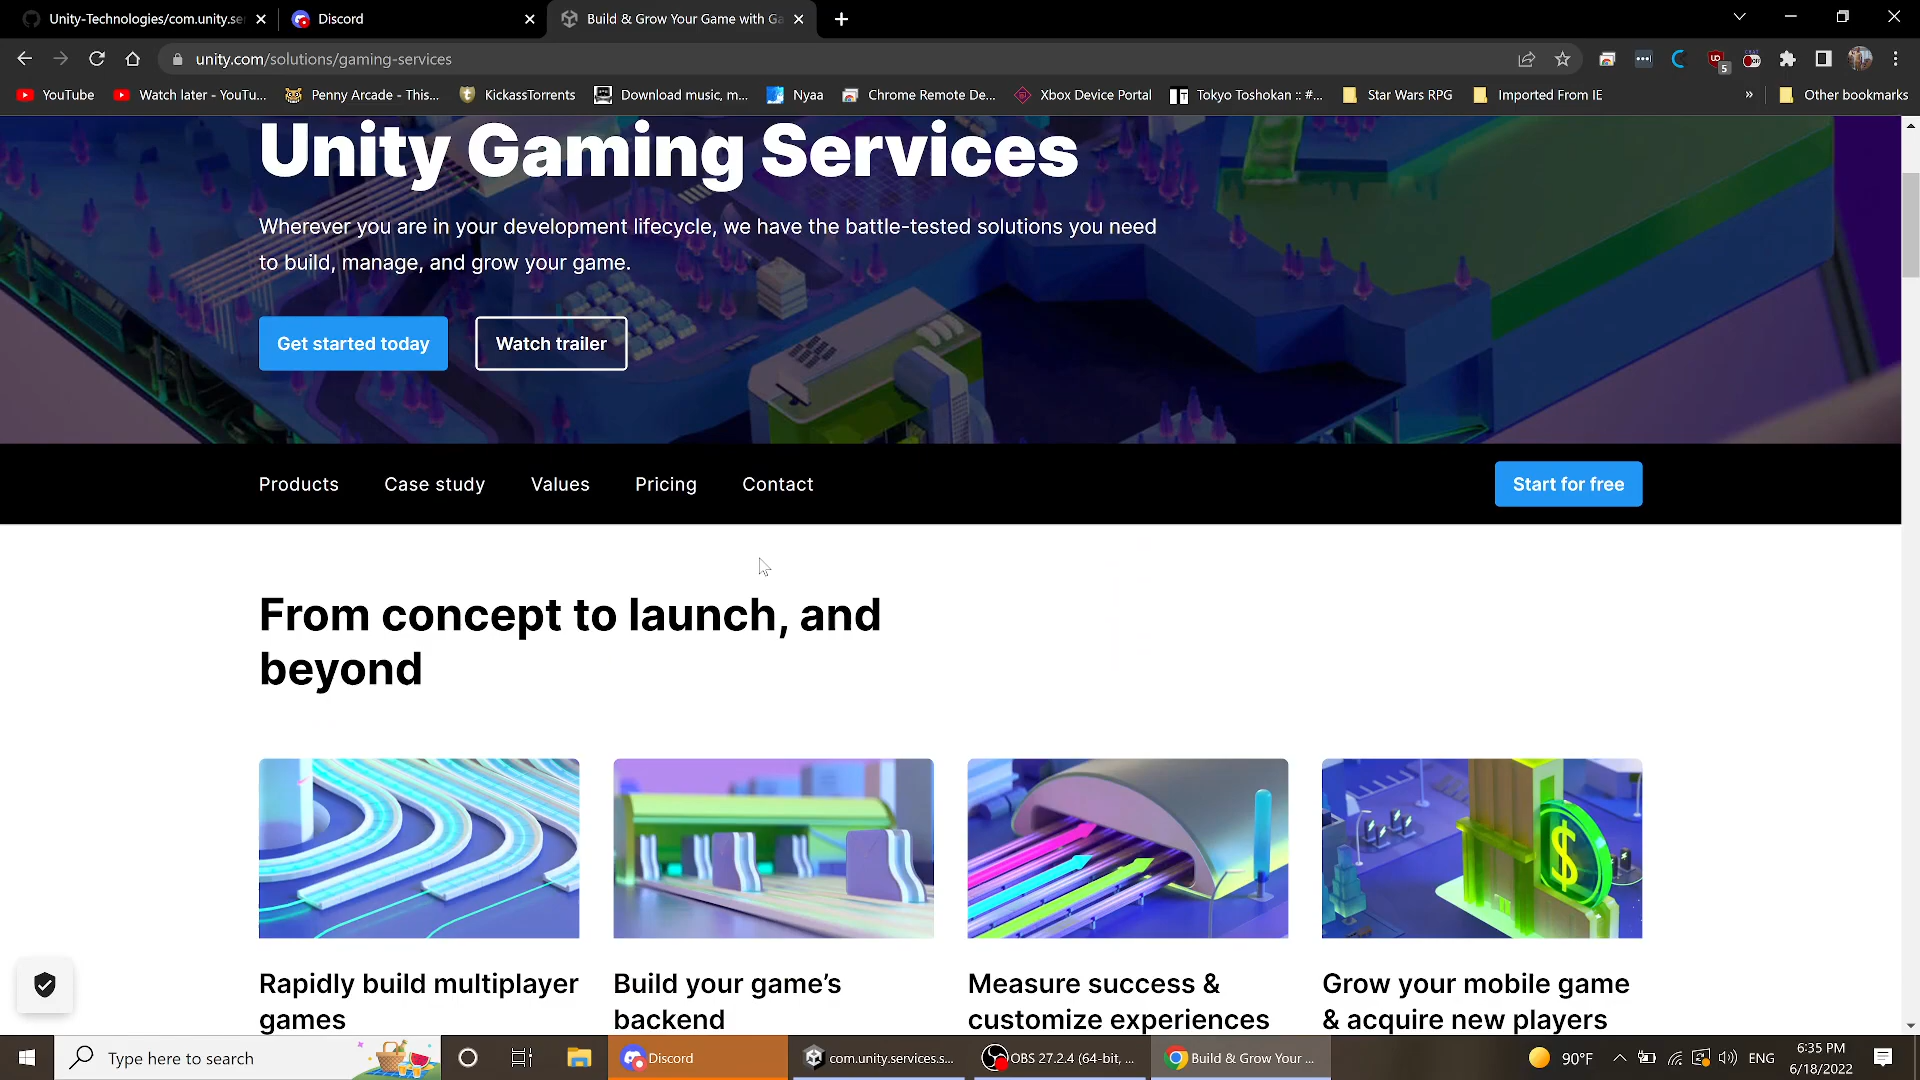 Unity-Technologies/com.unity.se
Discord
Build & Grow Your Game with Ga
unity.com/solutions/gaming-services
5
YouTube
Watch later - YouTu...
Penny Arcade - This...
KickassTorrents
Download music, m...
Nyaa
Chrome Remote De...
Xbox Device Portal
Tokyo Toshokan :: #...
Star Wars RPG
Imported From IE
»
Other bookmarks
Unity Gaming Services
Wherever you are in your development lifecycle, we have the battle-tested solutions you need
to build, manage, and grow your game.
Get started today
Watch trailer
Products
Case study
Values
Pricing
Contact
Start for free
From concept to launch, and
beyond
$
Rapidly build multiplayer
games
Build your game’s
backend
Measure success &
customize experiences
Grow your mobile game
& acquire new players
Type here to search
Discord
com.unity.services.s...
OBS 27.2.4 (64-bit, ...
Build & Grow Your ...
90°F
ENG
6:35 PM
6/18/2022